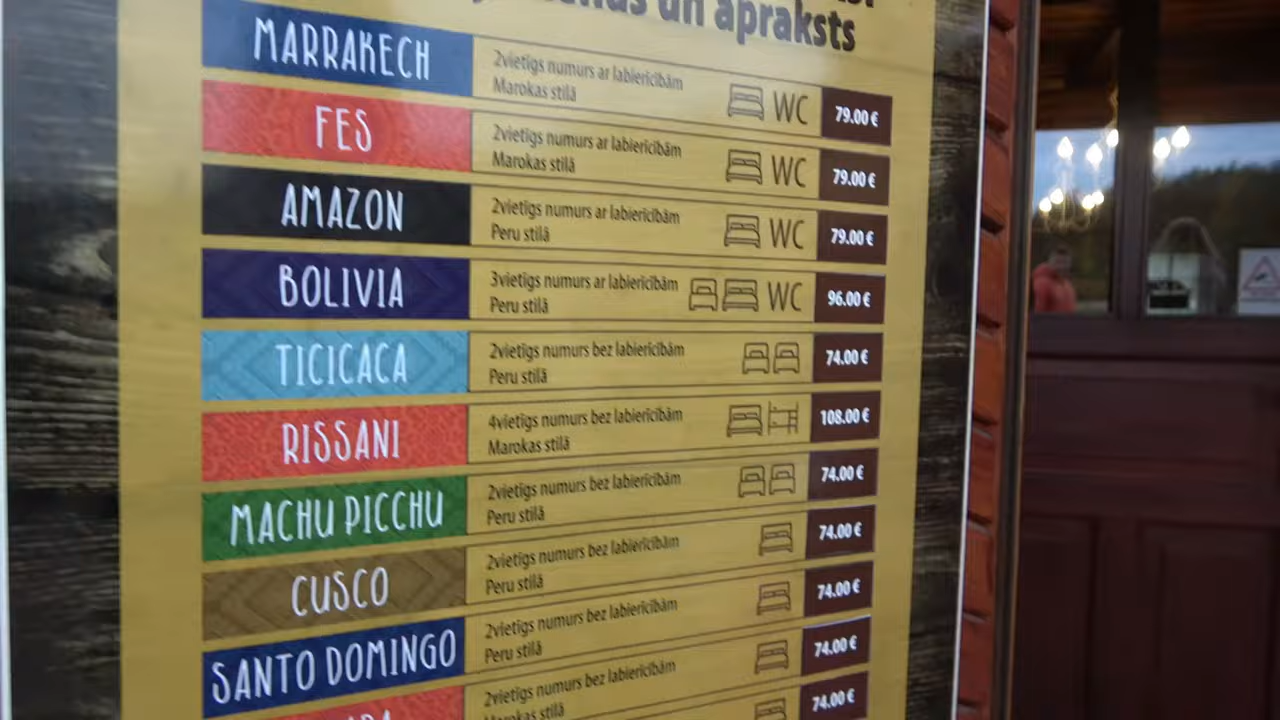 un apraksts
MARRAKECH 2vietīgs numurs ar labierīcībām WC 79.00 €
Marokas stilā
FES 2vietīgs numurs ar labierīcībām WC 79.00 €
Marokas stilā
AMAZON 2vietīgs numurs ar labierīcībām WC 79.00 €
Peru stilā
BOLIVIA 3vietīgs numurs ar labierīcībām WC 96.00 €
Peru stilā
TICICACA 2vietīgs numurs bez labierīcībām 74.00 €
Peru stilā
RISSANI 4vietīgs numurs bez labierīcībām 108.00 €
Marokas stilā
MACHU PICCHU 2vietīgs numurs bez labierīcībām 74.00 €
Peru stilā
CUSCO 2vietīgs numurs bez labierīcībām 74.00 €
Peru stilā
SANTO DOMINGO 2vietīgs numurs bez labierīcībām 74.00 €
Peru stilā
2vietīgs numurs bez labierīcībām 74.00 €
74.00 €